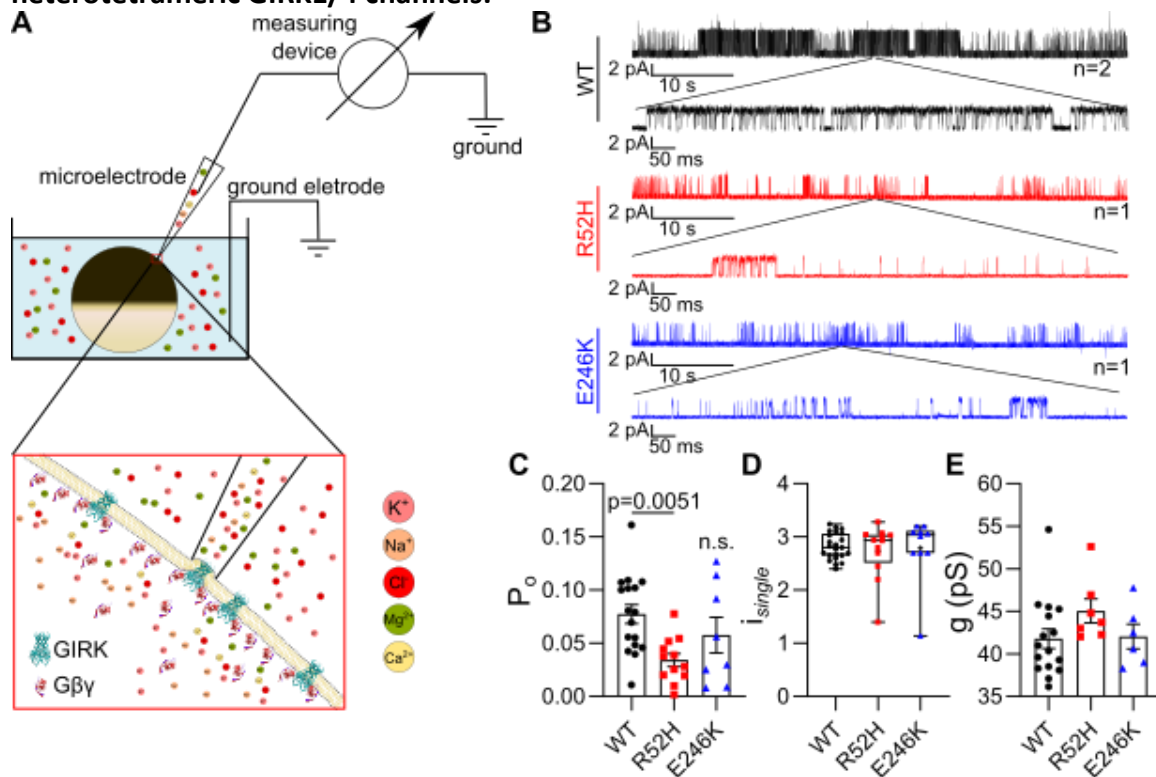 heterotetrameric GIRK2/4 channels.
A
measuring
device
ground
microelectrode
ground eletrode
K+
Na+
Cl-
Mg2+
Ca2+
GIRK
Gβγ
B
WT
2 pA
10 s
n=2
2 pA
50 ms
R52H
2 pA
10 s
n=1
2 pA
50 ms
E246K
2 pA
10 s
n=1
2 pA
50 ms
C
Po
0.20
0.15
0.10
0.05
0.00
p=0.0051
n.s.
WT
R52H
E246K
D
isingle
4
3
2
1
0
WT
R52H
E246K
E
g (pS)
60
55
50
45
40
35
WT
R52H
E246K